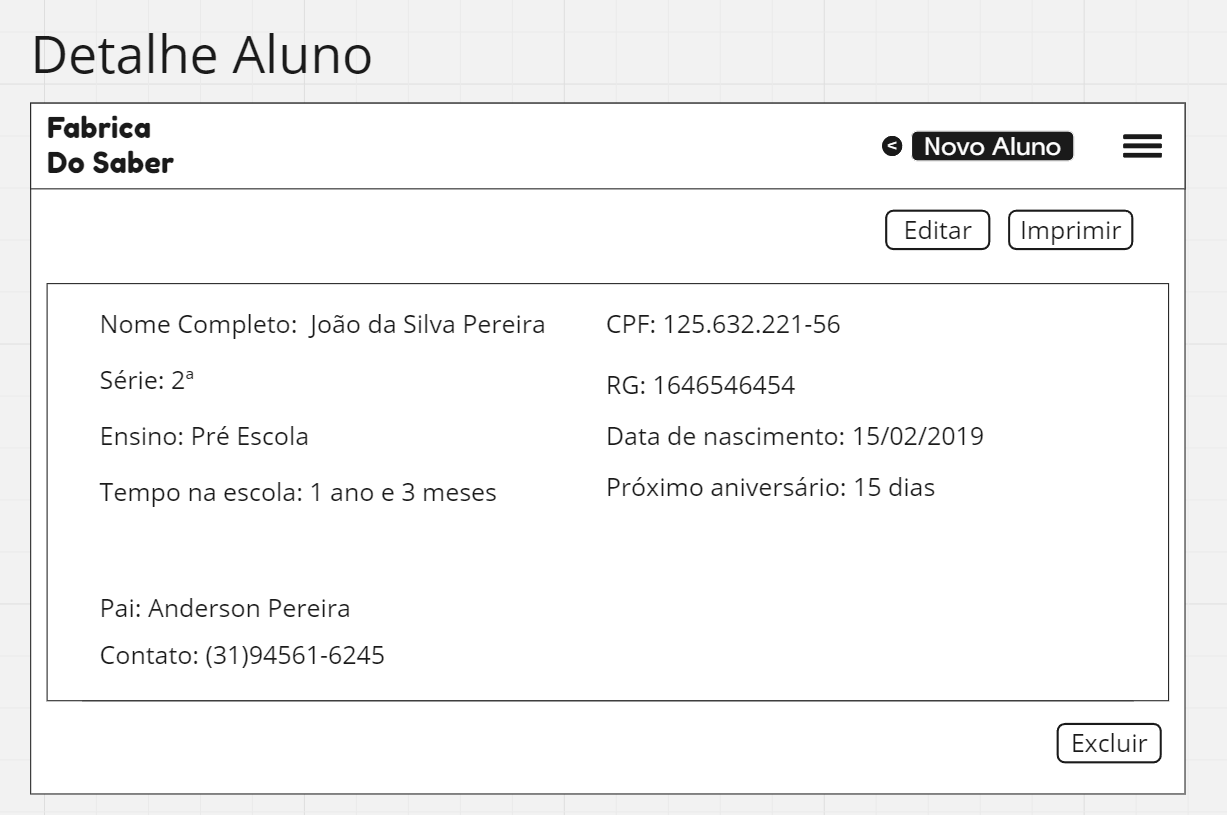 Detalhe Aluno
Fabrica
Do Saber
< Novo Aluno
Editar Imprimir
Nome Completo: João da Silva Pereira
CPF: 125.632.221-56
Série: 2ª
RG: 1646546454
Ensino: Pré Escola
Data de nascimento: 15/02/2019
Tempo na escola: 1 ano e 3 meses
Próximo aniversário: 15 dias
Pai: Anderson Pereira
Contato: (31)94561-6245
Excluir